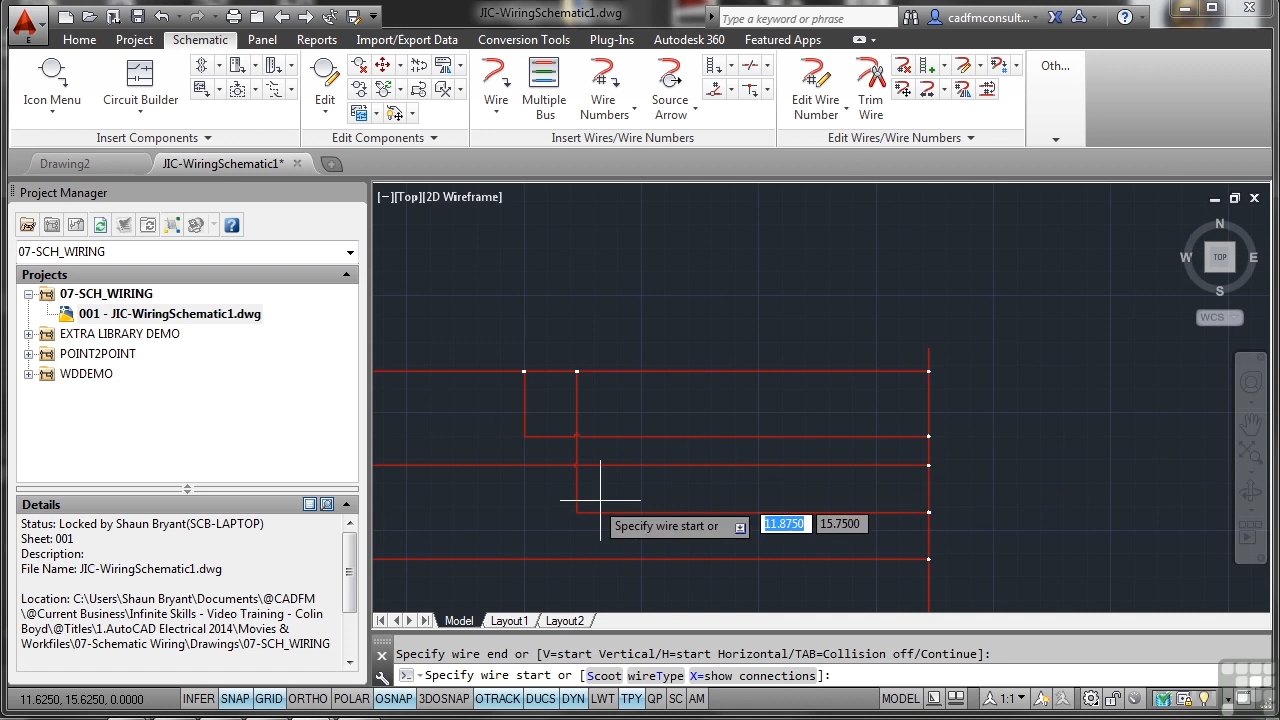 JIC-WiringSchematic1.dwg
Type a keyword or phrase
cadfmconsult...
E
Home Project Schematic Panel Reports Import/Export Data Conversion Tools Plug-Ins Autodesk 360 Featured Apps
Icon Menu
Circuit Builder
Edit
Wire
Multiple
Bus
Wire
Numbers
Source
Arrow
Edit Wire
Number
Trim
Wire
Oth...
Insert Components
Edit Components
Insert Wires/Wire Numbers
Edit Wires/Wire Numbers
Drawing2
JIC-WiringSchematic1*
Project Manager
07-SCH_WIRING
Projects
07-SCH_WIRING
001 - JIC-WiringSchematic1.dwg
EXTRA LIBRARY DEMO
POINT2POINT
WDDEMO
Details
Status: Locked by Shaun Bryant(SCB-LAPTOP)
Sheet: 001
Description:
File Name: JIC-WiringSchematic1.dwg
Location: C:\Users\Shaun Bryant\Documents\@CADFM
\@Current Business\Infinite Skills - Video Training - Colin
Boyd\@Titles\1.AutoCAD Electrical 2014\Movies &
Workfiles\07-Schematic Wiring\Drawings\07-SCH_WIRING
[−][Top][2D Wireframe]
N
W TOP E
S
WCS
Specify wire start or 11.8750 15.7500
Model Layout1 Layout2
Specify wire end or [V=start Vertical/H=start Horizontal/TAB=Collision off/Continue]:
Specify wire start or [Scoot wireType X=show connections]:
11.6250, 15.6250, 0.0000
INFER SNAP GRID ORTHO POLAR OSNAP 3DOSNAP OTRACK DUCS DYN LWT TPY QP SC AM
MODEL
1:1